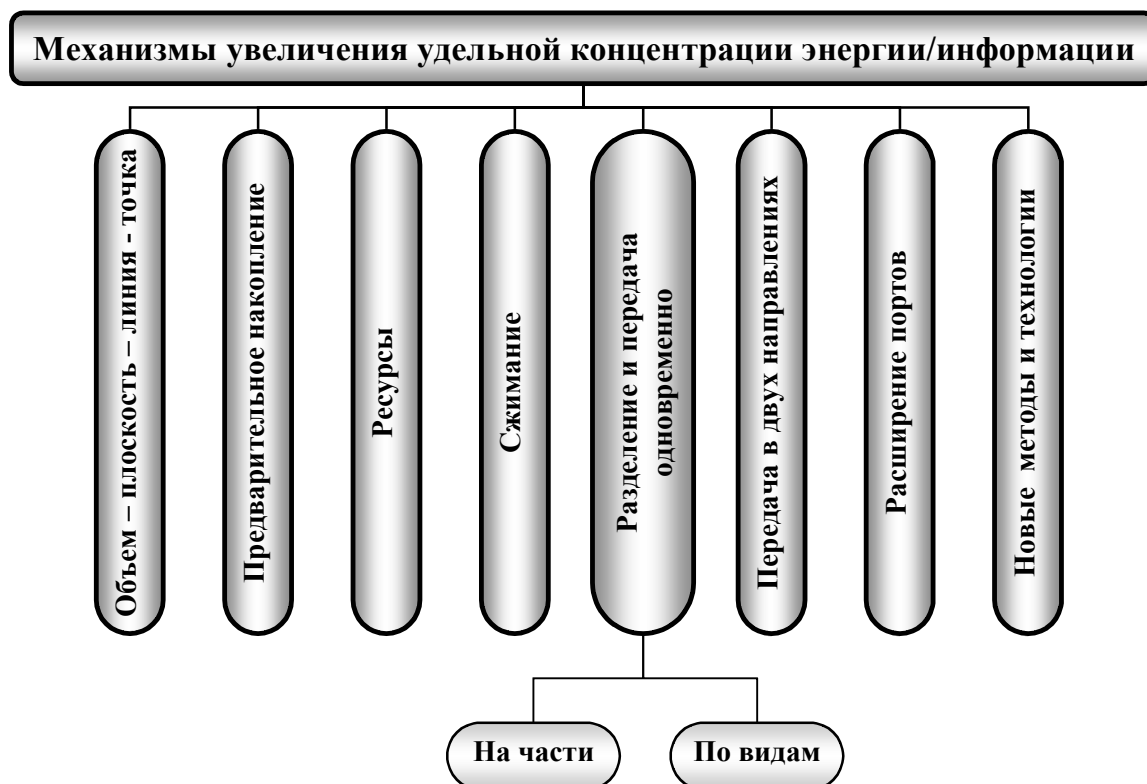 Механизмы увеличения удельной концентрации энергии/информации
Объем – плоскость – линия - точка
Предварительное накопление
Ресурсы
Сжимание
Разделение и передача
одновременно
Передача в двух направлениях
Расширение портов
Новые методы и технологии
На части
По видам